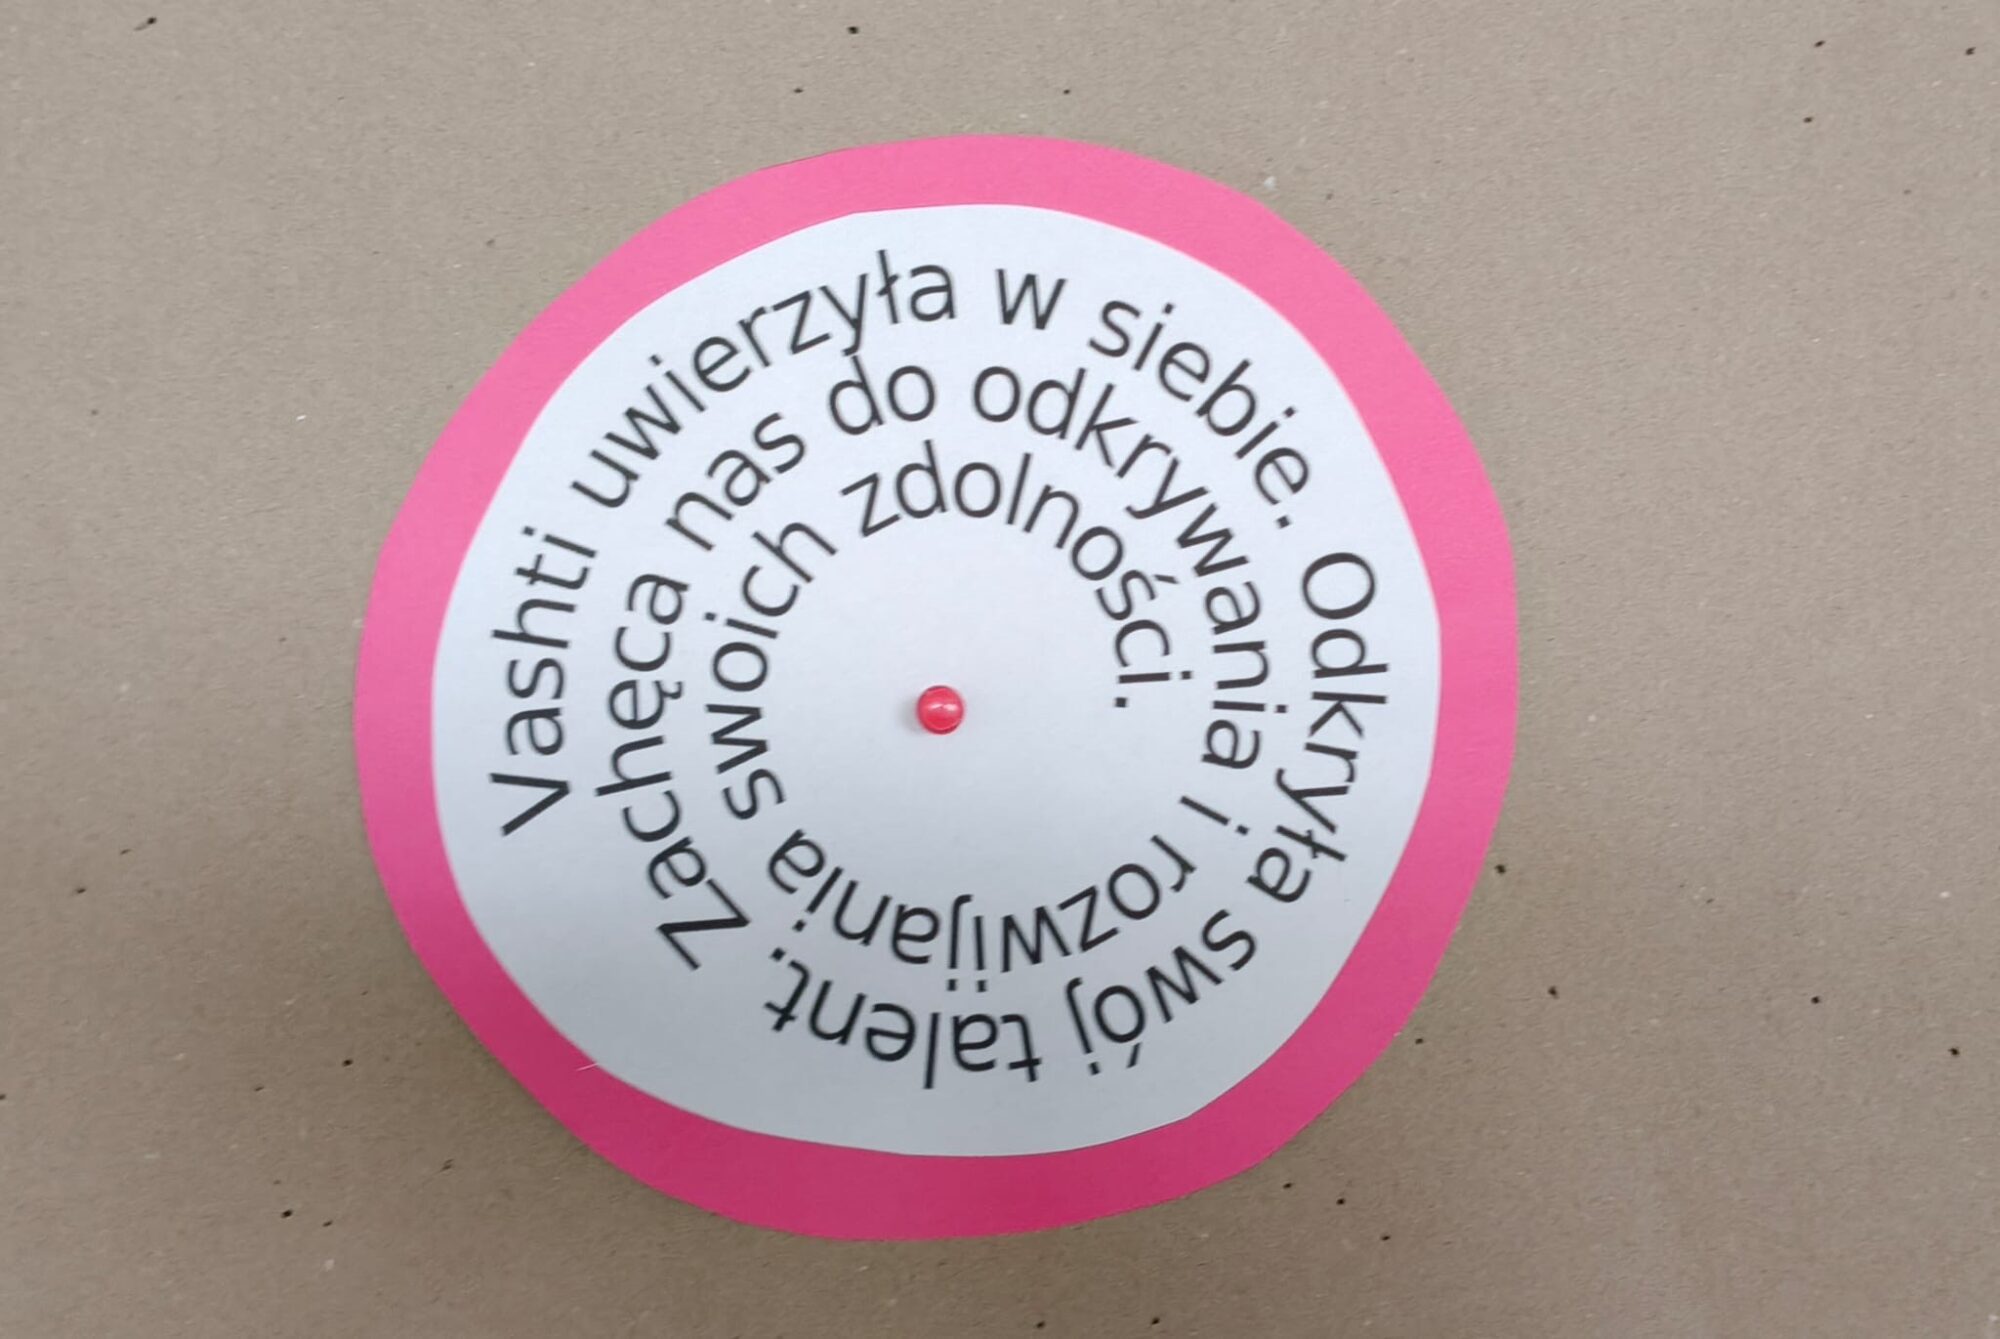 Vashti uwierzyła w siebie. Odkryła swój talent. Zachęca nas do odkrywania i rozwijania swoich zdolności.